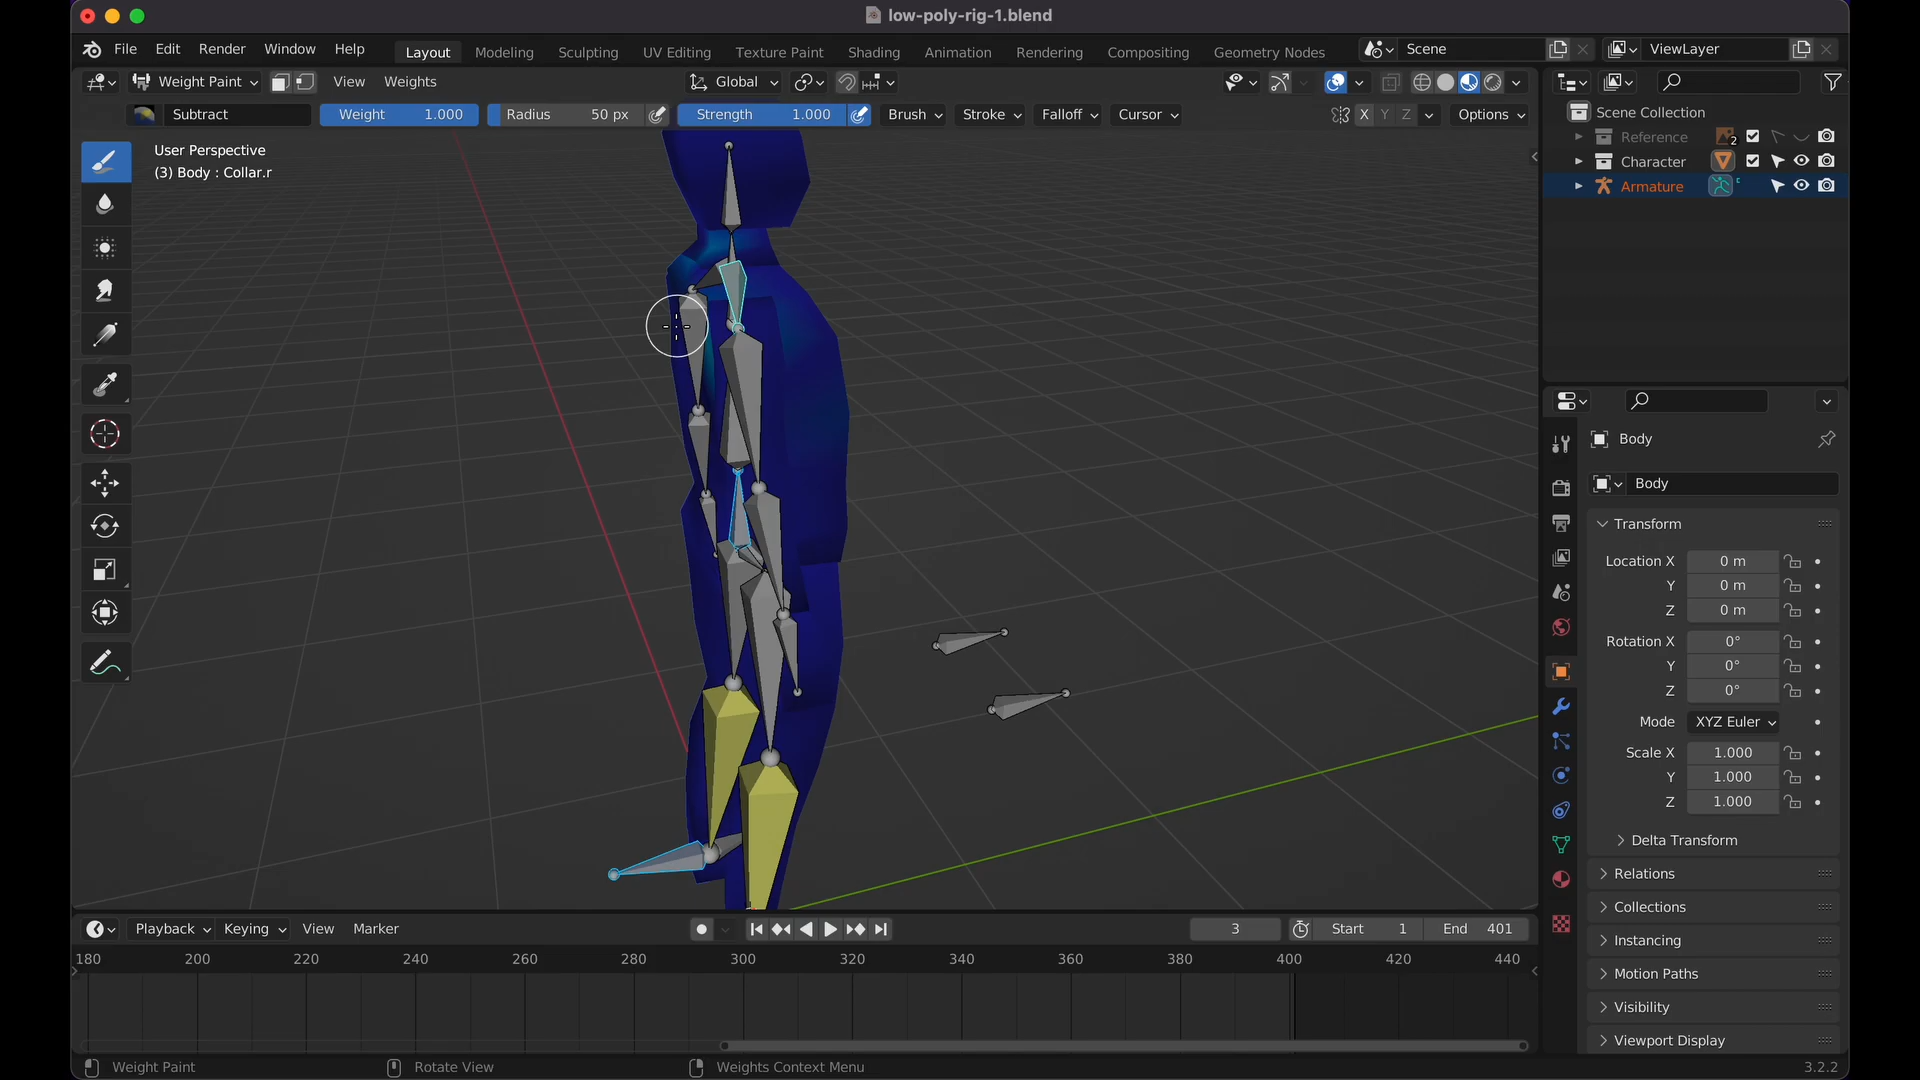 low-poly-rig-1.blend
File Edit Render Window Help Layout Modeling Sculpting UV Editing Texture Paint Shading Animation Rendering Compositing Geometry Nodes Scene ViewLayer
Weight Paint View Weights Global
Subtract Weight 1.000 Radius 50 px Strength 1.000 Brush Stroke Falloff Cursor X Y Z Options
User Perspective
(3) Body : Collar.r
Scene Collection
Reference 2
Character
Armature
Body
Body
Transform
Location X 0 m
Y 0 m
Z 0 m
Rotation X 0°
Y 0°
Z 0°
Mode XYZ Euler
Scale X 1.000
Y 1.000
Z 1.000
Delta Transform
Relations
Collections
Instancing
Motion Paths
Visibility
Viewport Display
Playback Keying View Marker 3 Start 1 End 401
180 200 220 240 260 280 300 320 340 360 380 400 420 440
Weight Paint Rotate View Weights Context Menu 3.2.2